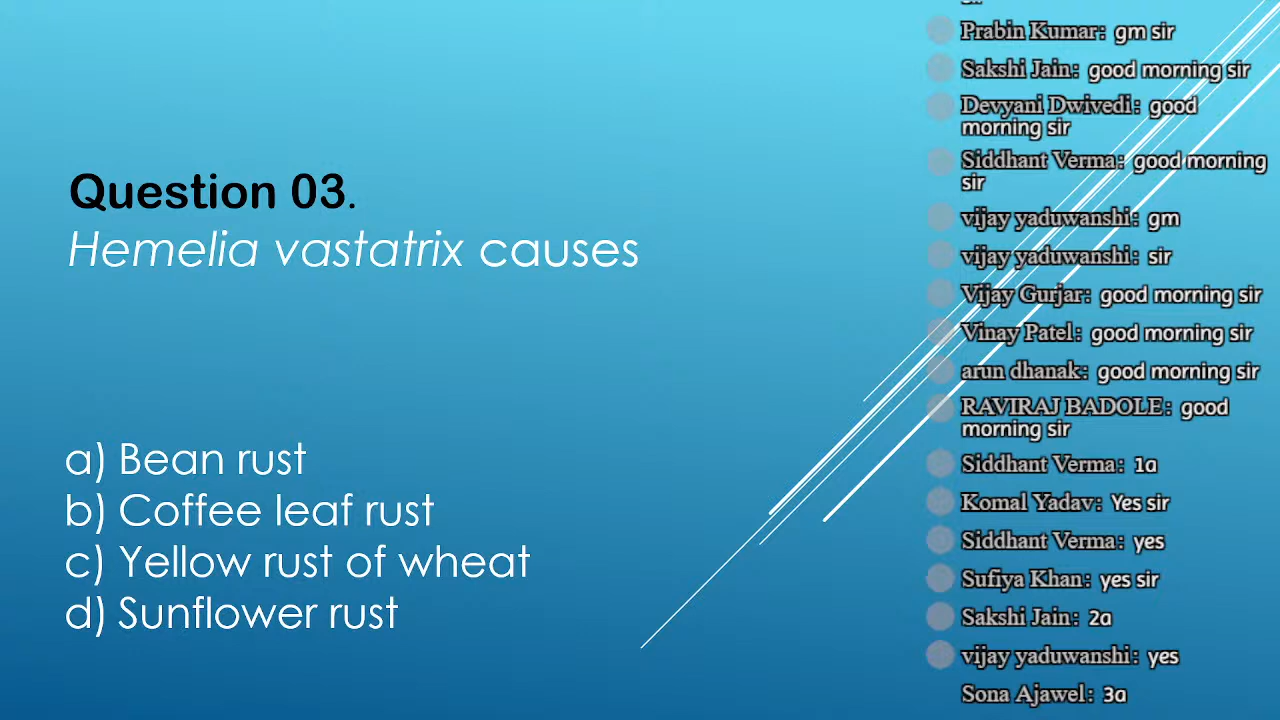 Question 03.
Hemelia vastatrix causes
a) Bean rust
b) Coffee leaf rust
c) Yellow rust of wheat
d) Sunflower rust
Prabin Kumar: gm sir
Sakshi Jain: good morning sir
Devyani Dwivedi: good
morning sir
Siddhant Verma: good morning
sir
vijay yaduwanshi: gm
vijay yaduwanshi: sir
Vijay Gurjar: good morning sir
Vinay Patel: good morning sir
arun dhanak: good morning sir
RAVIRAJ BADOLE: good
morning sir
Siddhant Verma: 1a
Komal Yadav: Yes sir
Siddhant Verma: yes
Sufiya Khan: yes sir
Sakshi Jain: 2a
vijay yaduwanshi: yes
Sona Ajawel: 3a